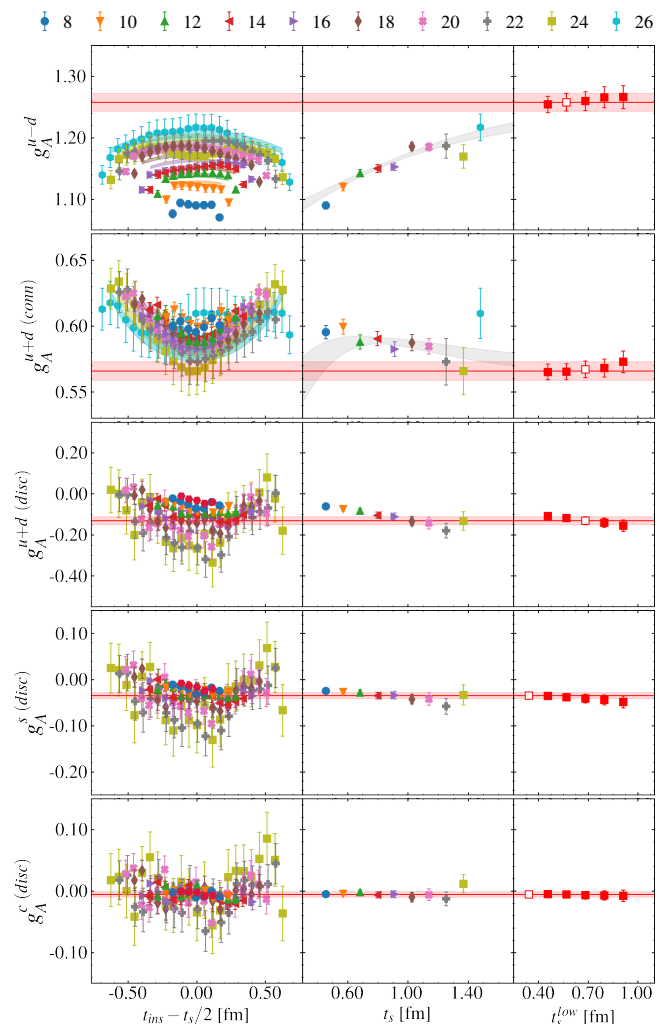 8 10 12 14 16 18 20 22 24 26
1.30
1.20
1.10
g_A^{u−d}
0.65
0.60
0.55
g_A^{u+d (conn)}
0.20
0.00
-0.20
-0.40
g_A^{u+d (disc)}
0.10
0.00
-0.10
-0.20
g_A^{s (disc)}
0.10
0.00
-0.10
g_A^{c (disc)}
-0.50 0.00 0.50 0.60 1.00 1.40 0.40 0.70 1.00
t_{ins} − t_s/2 [fm] t_s [fm] t_s^{low} [fm]